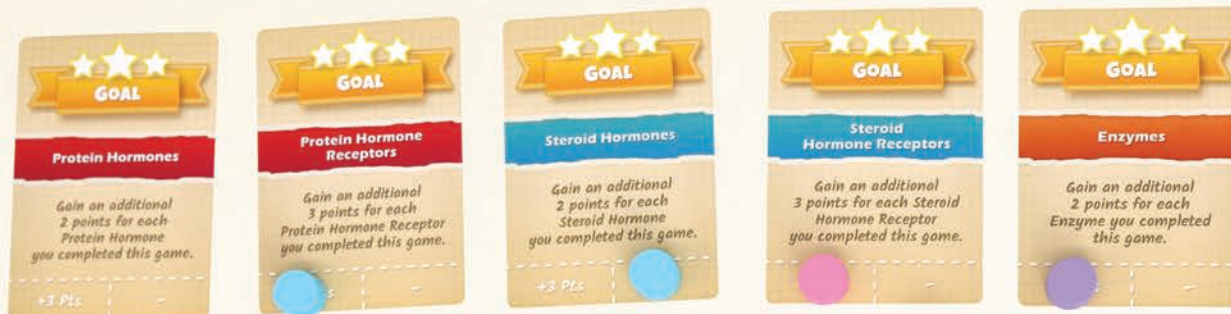 GOAL
Protein Hormones
Gain an additional
2 points for each
Protein Hormone
you completed this game.
+3 Pts
-
GOAL
Protein Hormone
Receptors
Gain an additional
3 points for each
Protein Hormone Receptor
you completed this game.
-
GOAL
Steroid Hormones
Gain an additional
2 points for each
Steroid Hormone
you completed this game.
+3 Pts
GOAL
Steroid
Hormone Receptors
Gain an additional
3 points for each Steroid
Hormone Receptor
you completed this game.
-
GOAL
Enzymes
Gain an additional
2 points for each
Enzyme you completed
this game.
-